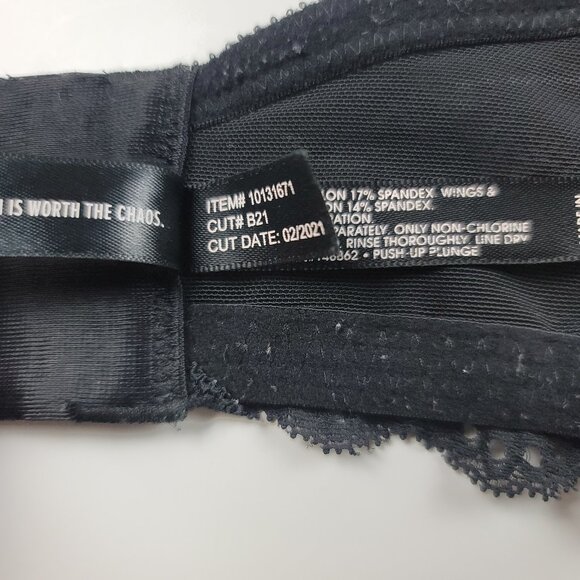 IS WORTH THE CHAOS.
ITEM# 10131671
CUT# B21
CUT DATE: 02/2021
17% SPANDEX. WINGS &
14% SPANDEX.
ONLY NON-CHLORINE
RINSE THOROUGHLY. LINE DRY
• PUSH-UP PLUNGE